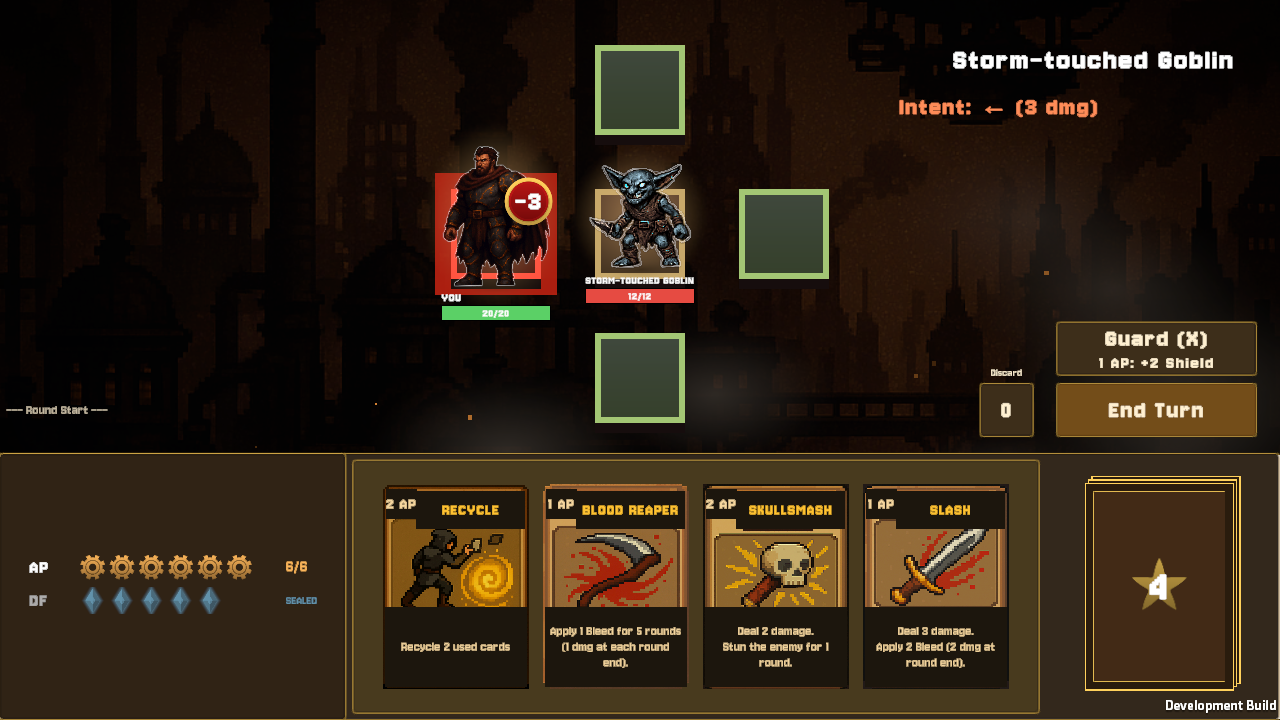 Storm-touched Goblin
Intent: ← (3 dmg)
-3
STORM-TOUCHED GOBLIN
12/12
YOU
20/20
Guard (X)
1 AP: +2 Shield
Discard
0
End Turn
--- Round Start ---
AP
6/6
DF
SEALED
2 AP
RECYCLE
Recycle 2 used cards
1 AP
BLOOD REAPER
Apply 1 Bleed for 5 rounds
(1 dmg at each round
end).
2 AP
SKULLSMASH
Deal 2 damage.
Stun the enemy for 1
round.
1 AP
SLASH
Deal 3 damage.
Apply 2 Bleed (2 dmg at
round end).
4
Development Build